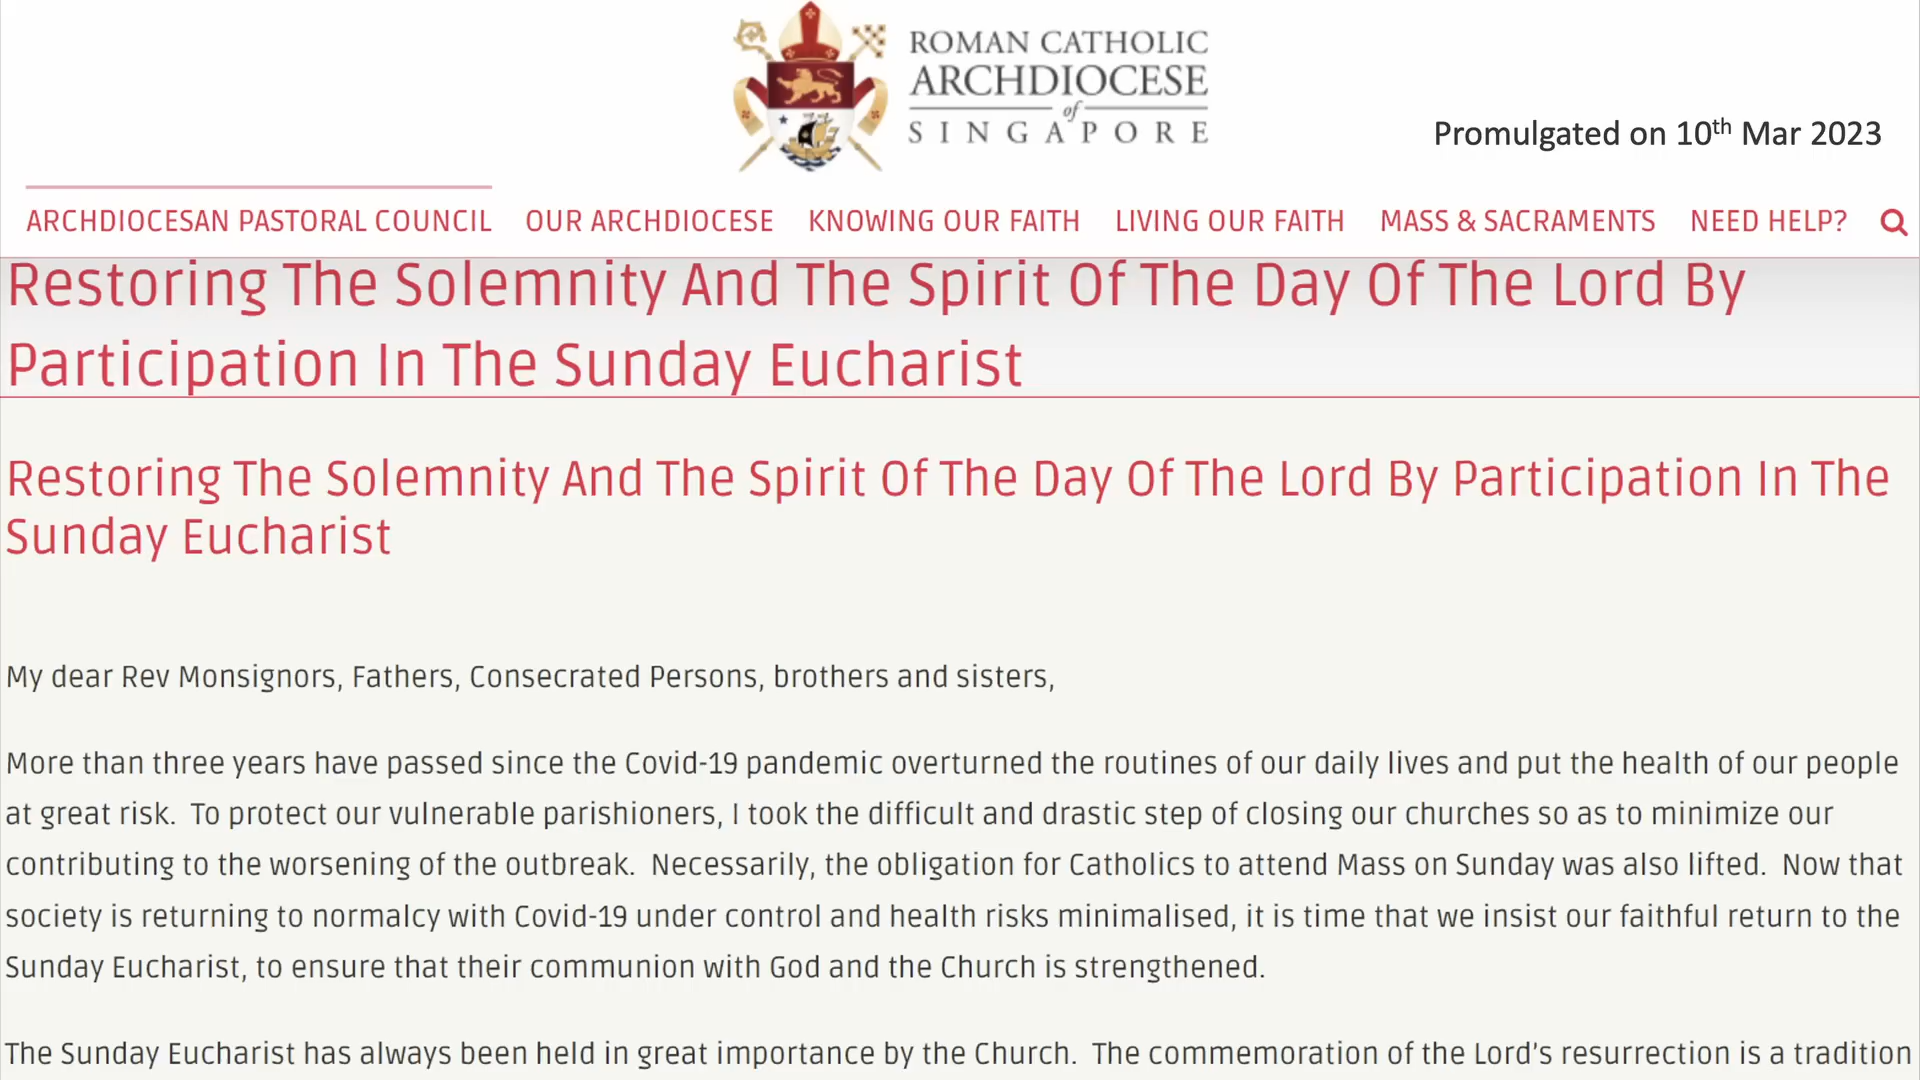 ROMAN CATHOLIC
ARCHDIOCESE
of
SINGAPORE
Promulgated on 10th Mar 2023
ARCHDIOCESAN PASTORAL COUNCIL OUR ARCHDIOCESE KNOWING OUR FAITH LIVING OUR FAITH MASS & SACRAMENTS NEED HELP?
Restoring The Solemnity And The Spirit Of The Day Of The Lord By
Participation In The Sunday Eucharist
Restoring The Solemnity And The Spirit Of The Day Of The Lord By Participation In The
Sunday Eucharist
My dear Rev Monsignors, Fathers, Consecrated Persons, brothers and sisters,
More than three years have passed since the Covid-19 pandemic overturned the routines of our daily lives and put the health of our people
at great risk. To protect our vulnerable parishioners, I took the difficult and drastic step of closing our churches so as to minimize our
contributing to the worsening of the outbreak. Necessarily, the obligation for Catholics to attend Mass on Sunday was also lifted. Now that
society is returning to normalcy with Covid-19 under control and health risks minimalised, it is time that we insist our faithful return to the
Sunday Eucharist, to ensure that their communion with God and the Church is strengthened.
The Sunday Eucharist has always been held in great importance by the Church. The commemoration of the Lord's resurrection is a tradition